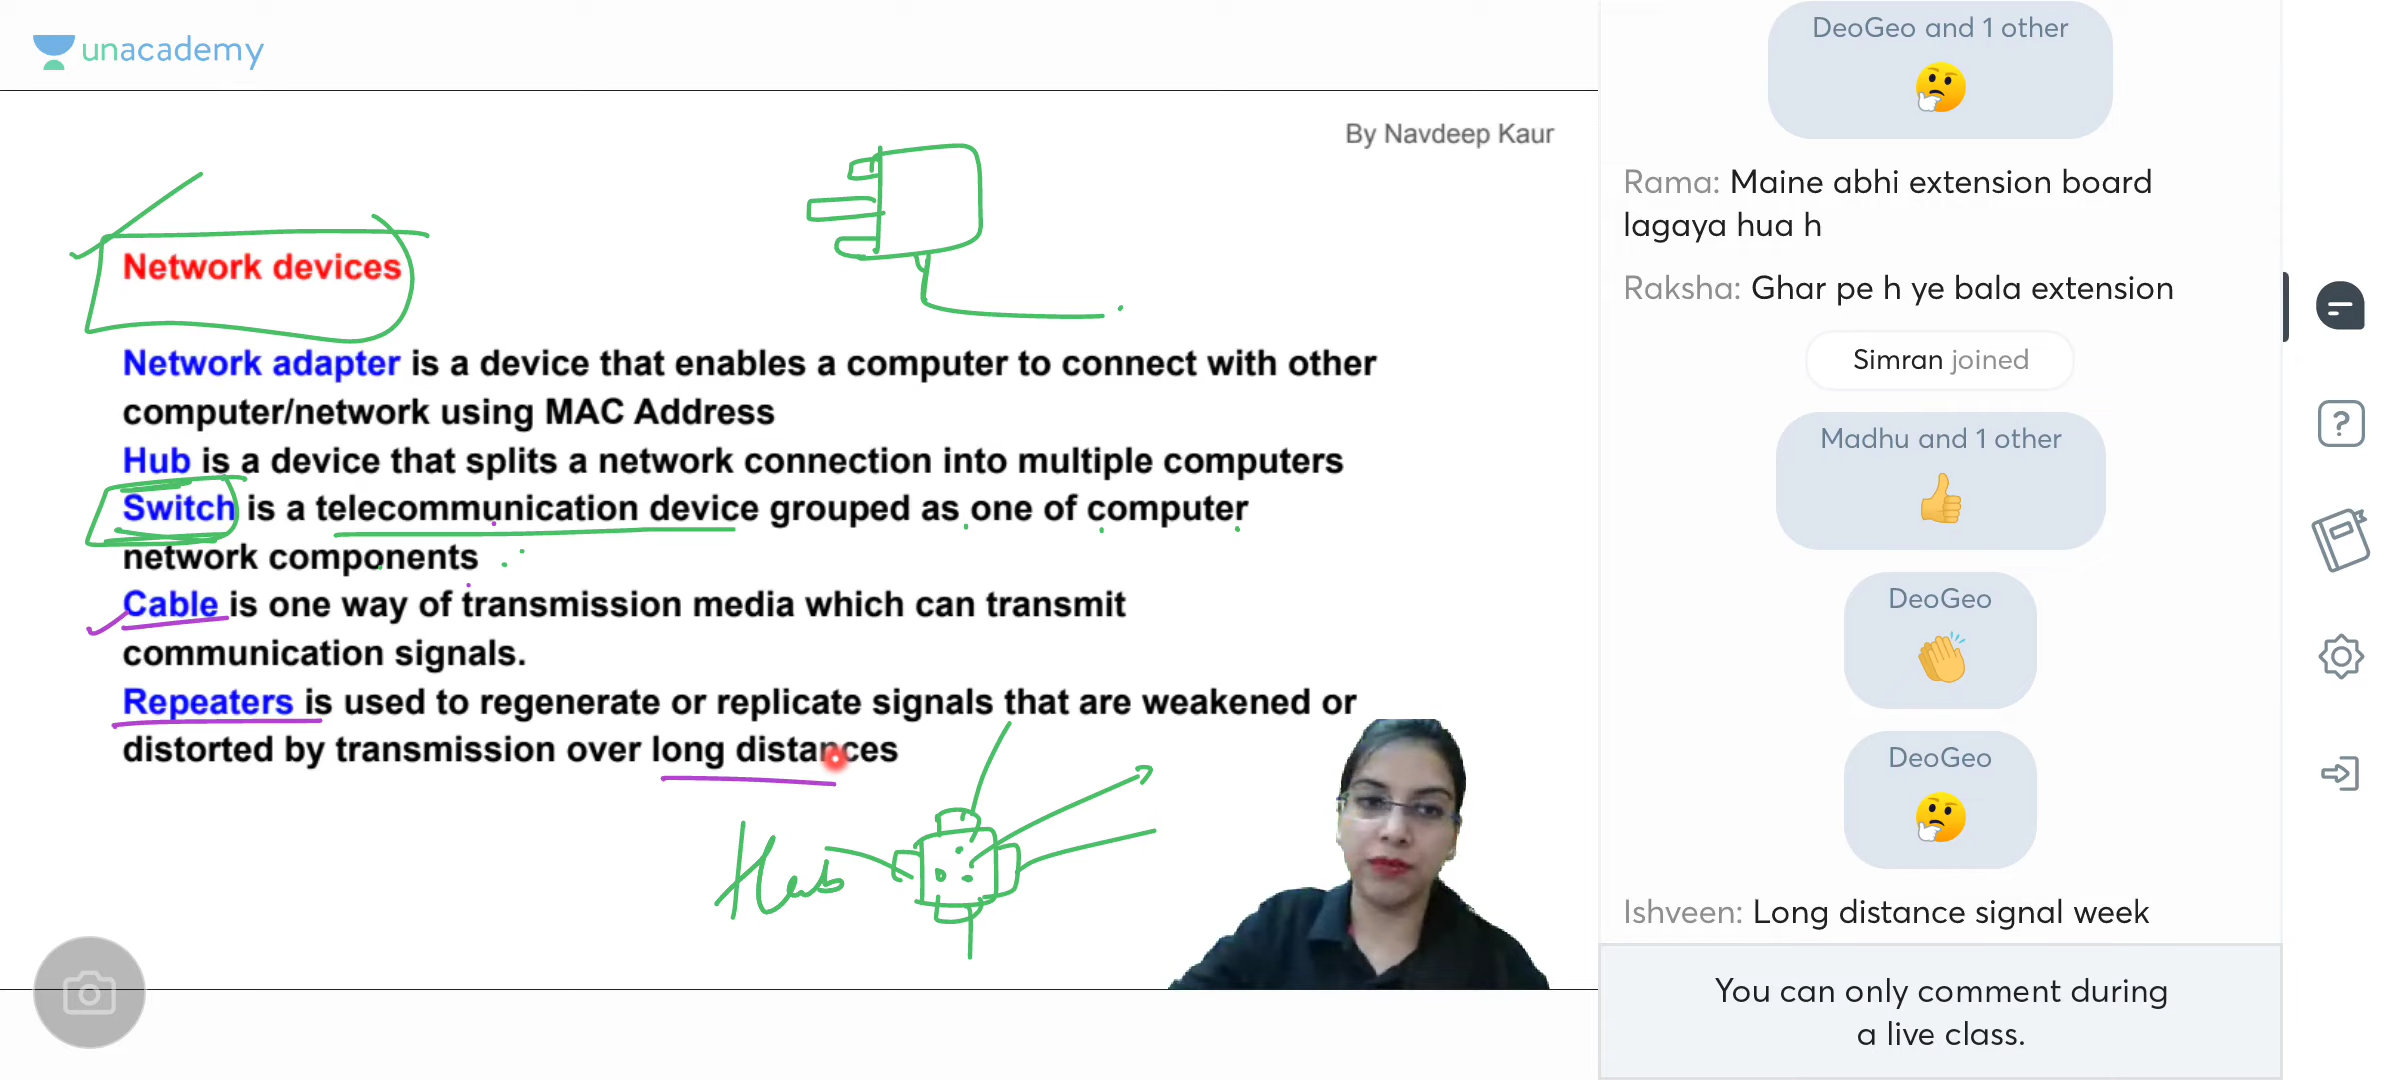 unacademy
By Navdeep Kaur
Network devices
Network adapter is a device that enables a computer to connect with other
computer/network using MAC Address
Hub is a device that splits a network connection into multiple computers
Switch is a telecommunication device grouped as one of computer
network components
Cable is one way of transmission media which can transmit
communication signals.
Repeaters is used to regenerate or replicate signals that are weakened or
distorted by transmission over long distances
Hub
DeoGeo and 1 other
Rama: Maine abhi extension board
lagaya hua h
Raksha: Ghar pe h ye bala extension
Simran joined
Madhu and 1 other
DeoGeo
DeoGeo
Ishveen: Long distance signal week
You can only comment during
a live class.
?